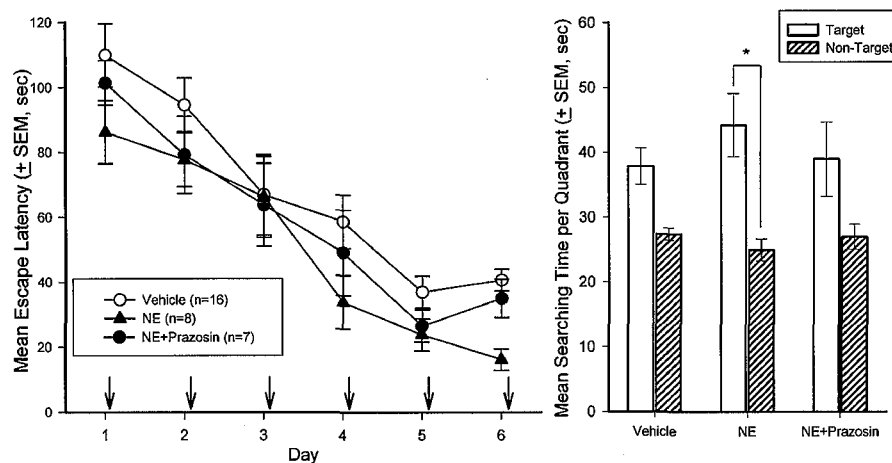 Mean Escape Latency (± SEM, sec)
120
100
80
60
40
20
0
Vehicle (n=16)
NE (n=8)
NE+Prazosin (n=7)
1 2 3 4 5 6
Day
Mean Searching Time per Quadrant (± SEM, sec)
60
50
40
30
20
10
0
Target
Non-Target
*
Vehicle NE NE+Prazosin